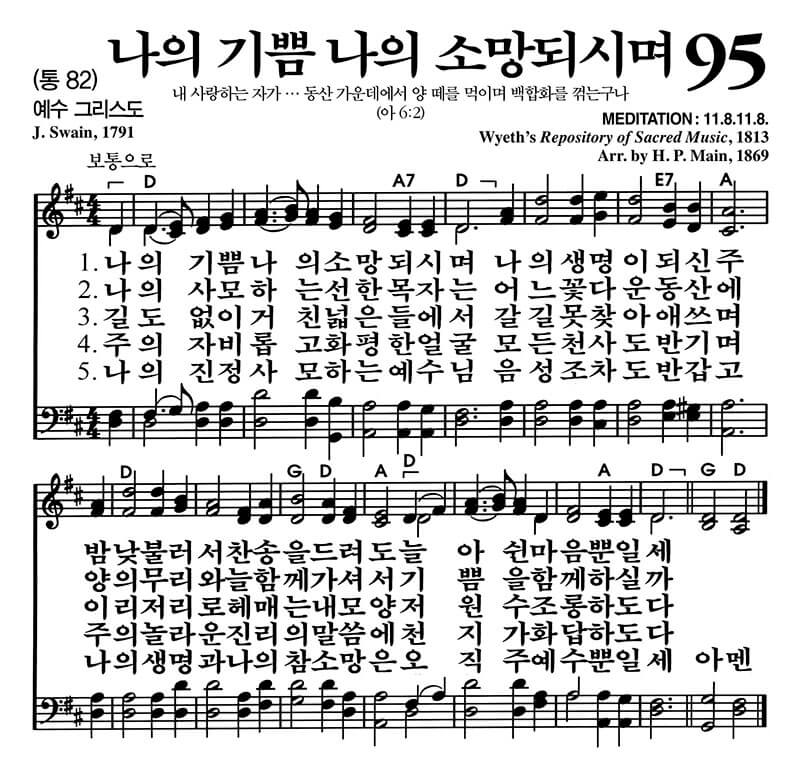 나의 기쁨 나의 소망되시며 95
(통 82)
내 사랑하는 자가 … 동산 가운데에서 양 떼를 먹이며 백합화를 꺾는구나
예수 그리스도
(아 6:2)
MEDITATION : 11.8.11.8.
J. Swain, 1791
Wyeth's Repository of Sacred Music, 1813
보통으로
Arr. by H. P. Main, 1869
D A7 D E7 A
1. 나의 기쁨나 의소망되시며 나의생명이되신주
2. 나의 사모하 는선한목자는 어느꽃다운동산에
3. 길도 없이거 친넓은들에서 갈길못찾아애쓰며
4. 주의 자비롭 고화평한얼굴 모든천사도반기며
5. 나의 진정사 모하는예수님 음성조차도반갑고
D G D A D A D G D
밤낮불러서찬송을드려도늘 아 쉰마음뿐일세
양의무리와늘함께가셔서기 쁨 을함께하실까
이리저리로헤매는내모양저 원 수조롱하도다
주의놀라운진리의말씀에천 지 가화답하도다
나의생명과나의참소망은오 직 주예수뿐일세 아멘